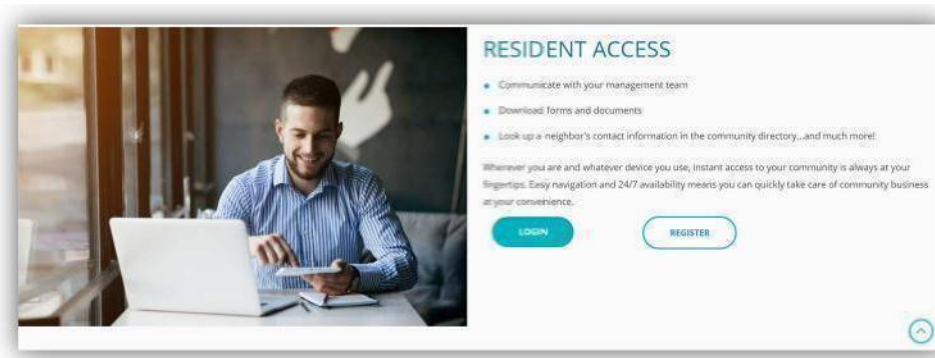 RESIDENT ACCESS
Communicate with your management team
Download forms and documents
Look up a neighbor's contact information in the community directory...and much more!
Wherever you are and whatever device you use, instant access to your community is always at your
fingertips. Easy navigation and 24/7 availability means you can quickly take care of community business
at your convenience.
LOGIN
REGISTER